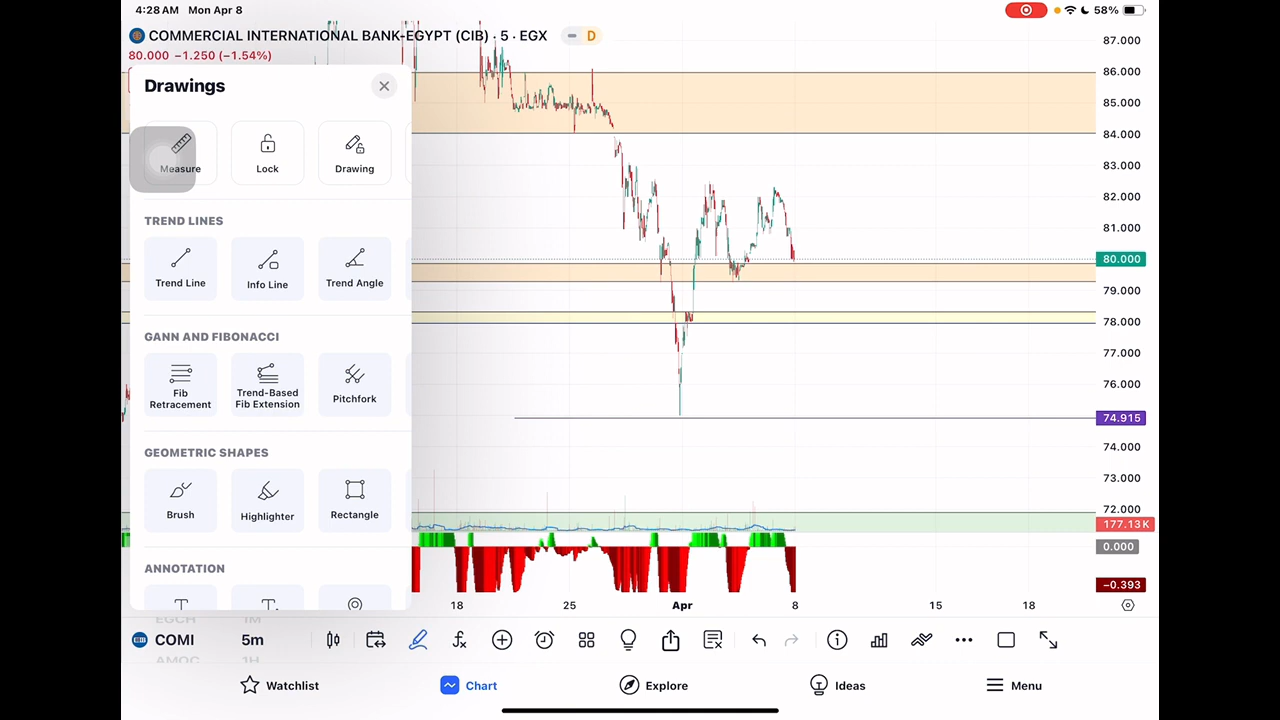 4:28 AM Mon Apr 8
58%
COMMERCIAL INTERNATIONAL BANK-EGYPT (CIB) · 5 · EGX
D
80.000 −1.250 (−1.54%)
Drawings
Measure
Lock
Drawing
TREND LINES
Trend Line
Info Line
Trend Angle
GANN AND FIBONACCI
Fib Retracement
Trend-Based Fib Extension
Pitchfork
GEOMETRIC SHAPES
Brush
Highlighter
Rectangle
ANNOTATION
87.000
86.000
85.000
84.000
83.000
82.000
81.000
80.000
79.000
78.000
77.000
76.000
74.915
74.000
73.000
72.000
177.13K
0.000
−0.393
18
25
Apr
8
15
18
EGCH
1M
COMI
5m
AMOC
1H
Watchlist
Chart
Explore
Ideas
Menu